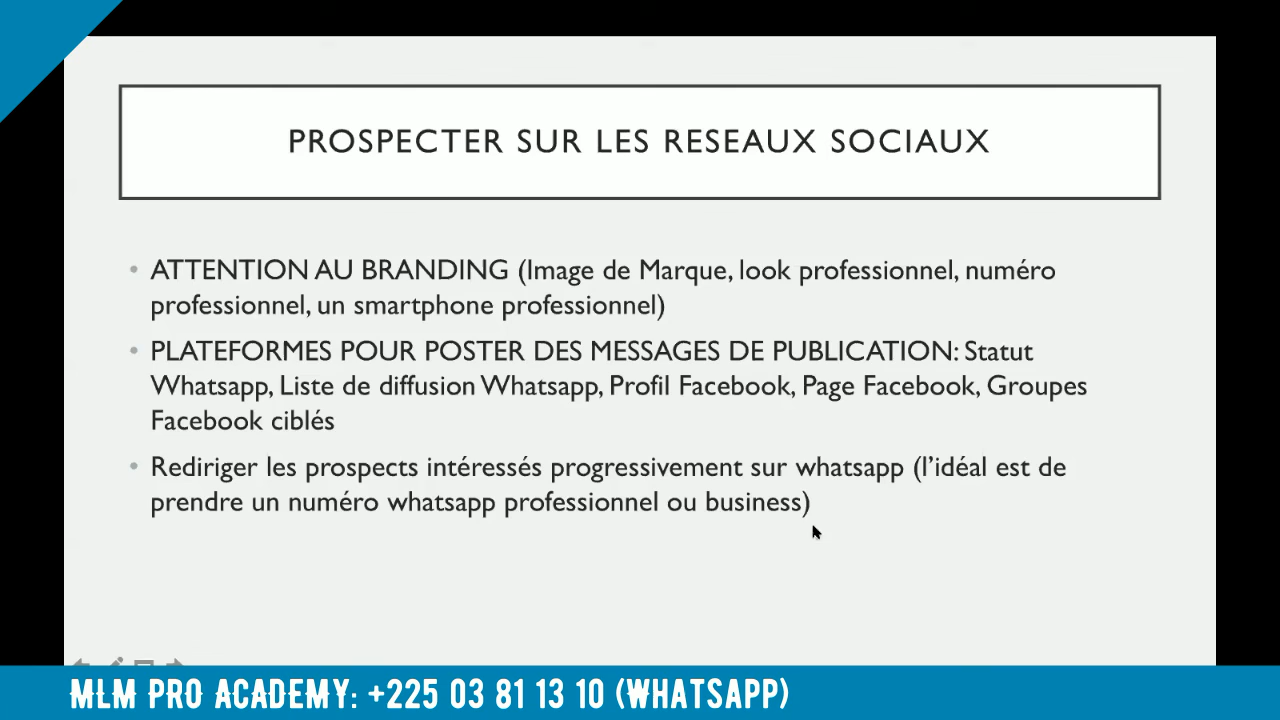 PROSPECTER SUR LES RESEAUX SOCIAUX
• ATTENTION AU BRANDING (Image de Marque, look professionnel, numéro
professionnel, un smartphone professionnel)
• PLATEFORMES POUR POSTER DES MESSAGES DE PUBLICATION: Statut
Whatsapp, Liste de diffusion Whatsapp, Profil Facebook, Page Facebook, Groupes
Facebook ciblés
• Rediriger les prospects intéressés progressivement sur whatsapp (l’idéal est de
prendre un numéro whatsapp professionnel ou business)
MLM PRO ACADEMY: +225 03 81 13 10 (WHATSAPP)